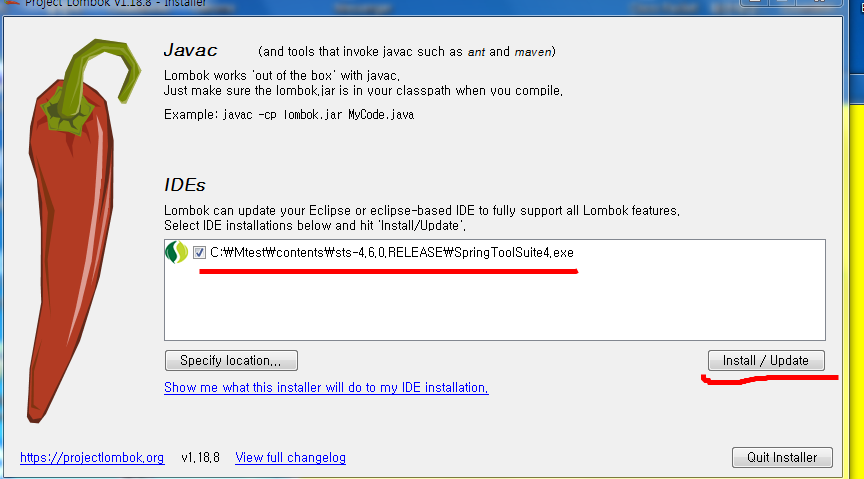 Project Lombok v1.18.8 - Installer
Javac (and tools that invoke javac such as ant and maven)
Lombok works 'out of the box' with javac.
Just make sure the lombok.jar is in your classpath when you compile.
Example: javac -cp lombok.jar MyCode.java
IDEs
Lombok can update your Eclipse or eclipse-based IDE to fully support all Lombok features.
Select IDE installations below and hit 'Install/Update'.
C:₩Mtest₩contents₩sts-4.6.0.RELEASE₩SpringToolSuite4.exe
Specify location...
Install / Update
Show me what this installer will do to my IDE installation.
https://projectlombok.org v1.18.8 View full changelog
Quit Installer